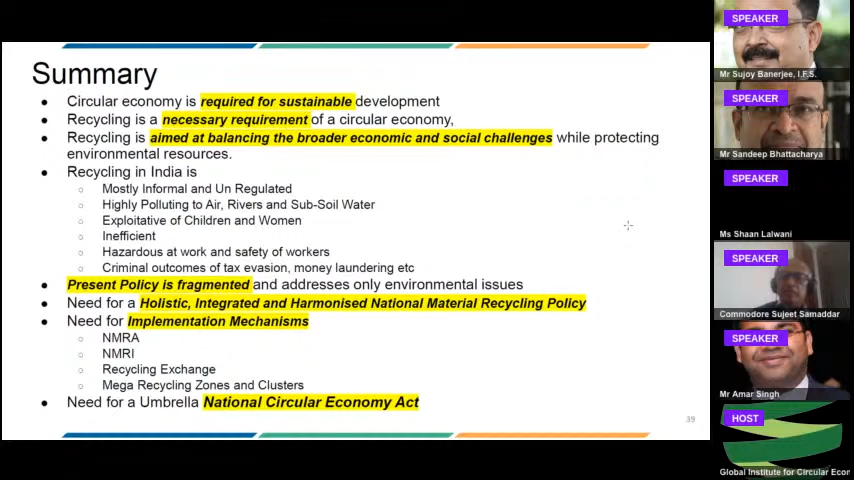 Summary
● Circular economy is required for sustainable development
● Recycling is a necessary requirement of a circular economy,
● Recycling is aimed at balancing the broader economic and social challenges while protecting
environmental resources.
● Recycling in India is
○ Mostly Informal and Un Regulated
○ Highly Polluting to Air, Rivers and Sub-Soil Water
○ Exploitative of Children and Women
○ Inefficient
○ Hazardous at work and safety of workers
○ Criminal outcomes of tax evasion, money laundering etc
● Present Policy is fragmented and addresses only environmental issues
● Need for a Holistic, Integrated and Harmonised National Material Recycling Policy
● Need for Implementation Mechanisms
○ NMRA
○ NMRI
○ Recycling Exchange
○ Mega Recycling Zones and Clusters
● Need for a Umbrella National Circular Economy Act
39
SPEAKER
Mr Sujoy Banerjee, I.F.S.
SPEAKER
Mr Sandeep Bhattacharya
SPEAKER
Ms Shaan Lalwani
SPEAKER
Commodore Sujeet Samaddar
SPEAKER
Mr Amar Singh
HOST
Global Institute for Circular Econ